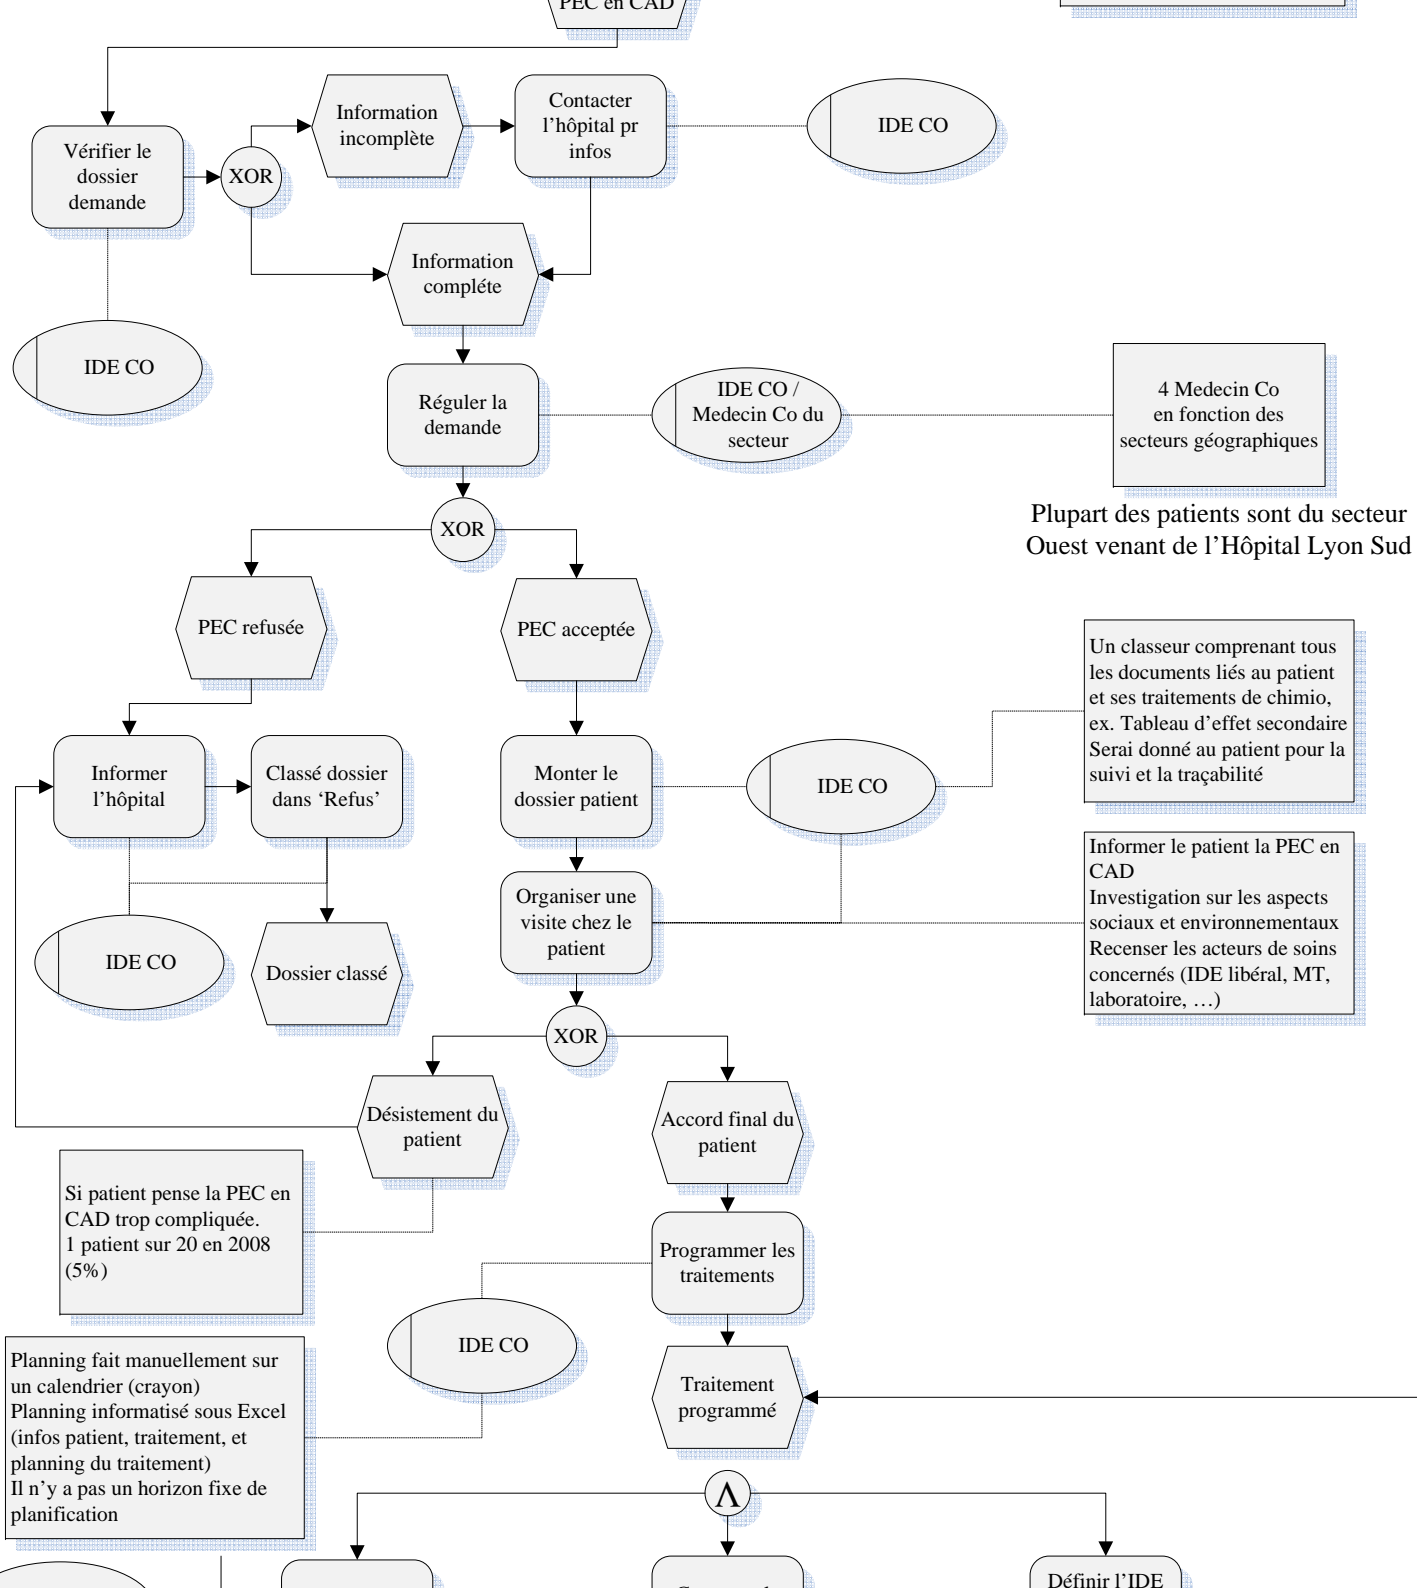 PEC en CAD
Information
incomplète
Contacter
l'hôpital pr
infos
IDE CO
Vérifier le
dossier
demande
XOR
Information
compléte
IDE CO
Réguler la
demande
IDE CO /
Medecin Co du
secteur
4 Medecin Co
en fonction des
secteurs géographiques
Plupart des patients sont du secteur
Ouest venant de l'Hôpital Lyon Sud
XOR
PEC refusée
PEC acceptée
Un classeur comprenant tous
les documents liés au patient
et ses traitements de chimio,
ex. Tableau d'effet secondaire
Serai donné au patient pour la
suivi et la traçabilité
Informer
l'hôpital
Classé dossier
dans 'Refus'
Monter le
dossier patient
IDE CO
Informer le patient la PEC en
CAD
Investigation sur les aspects
sociaux et environnementaux
Recenser les acteurs de soins
concernés (IDE libéral, MT,
laboratoire, …)
Organiser une
visite chez le
patient
IDE CO
Dossier classé
XOR
Désistement du
patient
Accord final du
patient
Si patient pense la PEC en
CAD trop compliquée.
1 patient sur 20 en 2008
(5%)
Programmer les
traitements
IDE CO
Planning fait manuellement sur
un calendrier (crayon)
Planning informatisé sous Excel
(infos patient, traitement, et
planning du traitement)
Il n'y a pas un horizon fixe de
planification
Traitement
programmé
Λ
Définir l'IDE